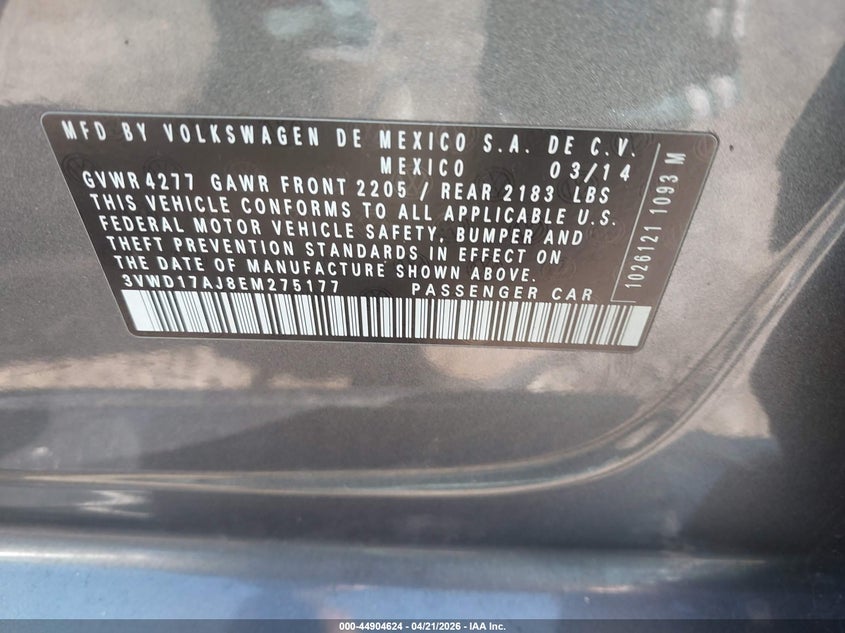 MFD BY VOLKSWAGEN DE MEXICO S.A. DE C.V.
MEXICO 03/14
GVWR 4277 GAWR FRONT 2205 / REAR 2183 LBS
THIS VEHICLE CONFORMS TO ALL APPLICABLE U.S.
FEDERAL MOTOR VEHICLE SAFETY, BUMPER AND
THEFT PREVENTION STANDARDS IN EFFECT ON
THE DATE OF MANUFACTURE SHOWN ABOVE.
3VWD17AJ8EM275177 PASSENGER CAR
1026121 1093 M
000-44904624 | 04/21/2026 | IAA Inc.